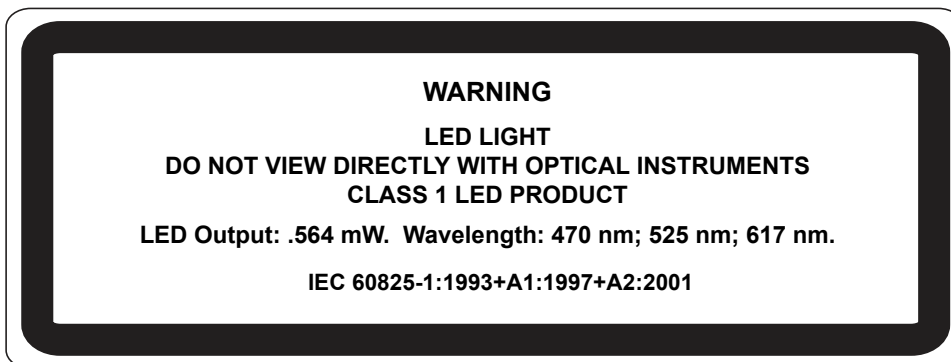 WARNING
LED LIGHT
DO NOT VIEW DIRECTLY WITH OPTICAL INSTRUMENTS
CLASS 1 LED PRODUCT
LED Output: .564 mW. Wavelength: 470 nm; 525 nm; 617 nm.
IEC 60825-1:1993+A1:1997+A2:2001